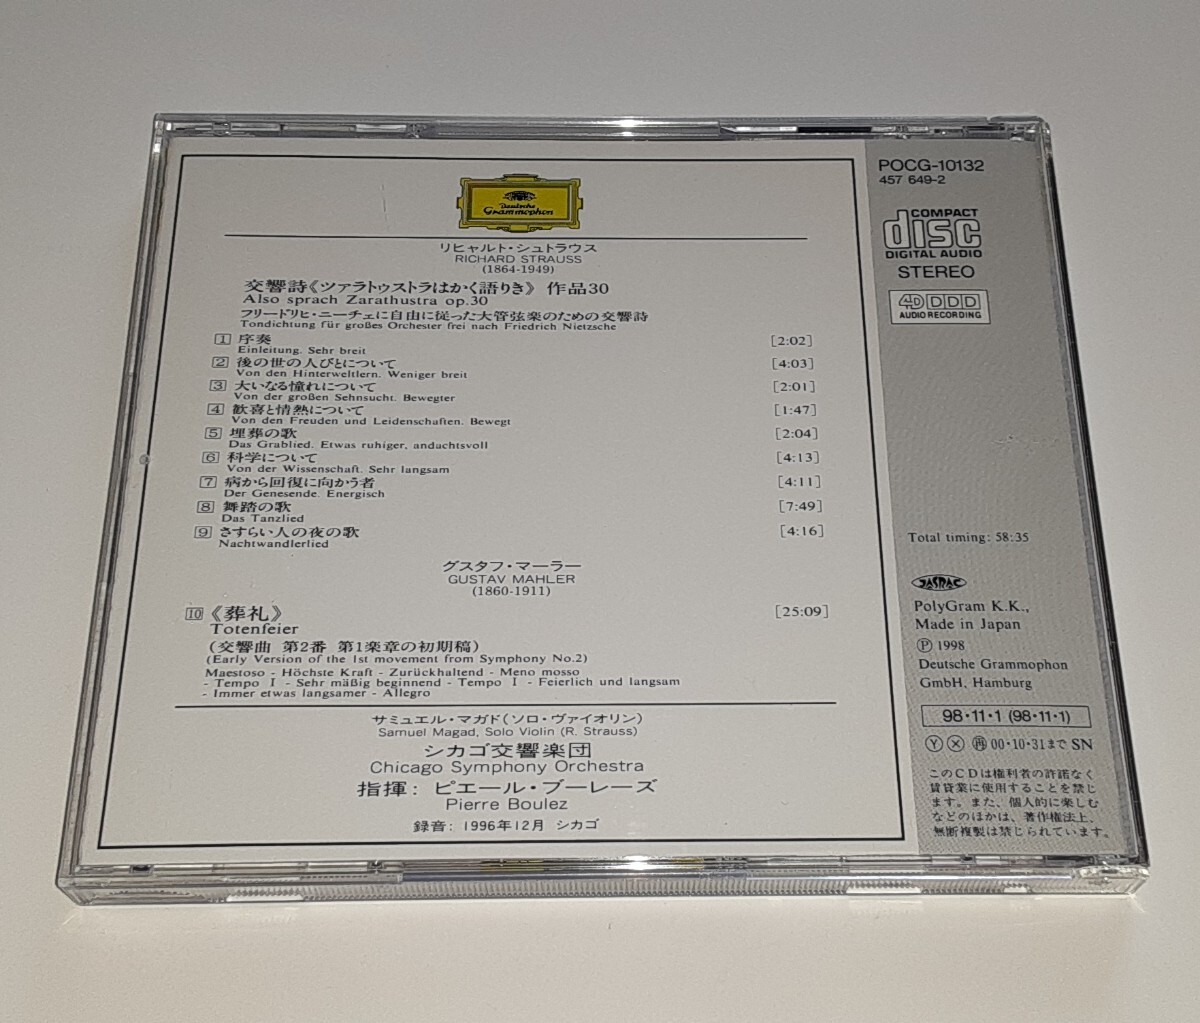 Deutsche
Grammophon
リヒャルト・シュトラウス
RICHARD STRAUSS
(1864-1949)
交響詩《ツァラトゥストラはかく語りき》 作品30
Also sprach Zarathustra op.30
フリードリヒ・ニーチェに自由に従った大管弦楽のための交響詩
Tondichtung für großes Orchester frei nach Friedrich Nietzsche
1 序奏 [2:02]
Einleitung. Sehr breit
2 後の世の人びとについて [4:03]
Von den Hinterweltlern. Weniger breit
3 大いなる憧れについて [2:01]
Von der großen Sehnsucht. Bewegter
4 歓喜と情熱について [1:47]
Von den Freuden und Leidenschaften. Bewegt
5 埋葬の歌 [2:04]
Das Grablied. Etwas ruhiger, andachtsvoll
6 科学について [4:13]
Von der Wissenschaft. Sehr langsam
7 病から回復に向かう者 [4:11]
Der Genesende. Energisch
8 舞踏の歌 [7:49]
Das Tanzlied
9 さすらい人の夜の歌 [4:16]
Nachtwandlerlied
グスタフ・マーラー
GUSTAV MAHLER
(1860-1911)
10 《葬礼》 [25:09]
Totenfeier
(交響曲 第2番 第1楽章の初期稿)
(Early Version of the 1st movement from Symphony No.2)
Maestoso - Höchste Kraft - Zurückhaltend - Meno mosso
- Tempo I - Sehr mäßig beginnend - Tempo I - Feierlich und langsam
- Immer etwas langsamer - Allegro
サミュエル・マガド(ソロ・ヴァイオリン)
Samuel Magad, Solo Violin (R. Strauss)
シカゴ交響楽団
Chicago Symphony Orchestra
指揮: ピエール・ブーレーズ
Pierre Boulez
録音: 1996年12月 シカゴ
POCG-10132
457 649-2
COMPACT
disc
DIGITAL AUDIO
STEREO
4D DDD
AUDIO RECORDING
Total timing: 58:35
JASRAC
PolyGram K.K.,
Made in Japan
Ⓟ 1998
Deutsche Grammophon
GmbH, Hamburg
98・11・1 (98・11・1)
Ⓨ Ⓧ 再 00・10・31まで SN
このCDは権利者の許諾なく
賃貸業に使用することを禁じ
ます。また、個人的に楽しむ
などのほかは、著作権法上、
無断複製は禁じられています。